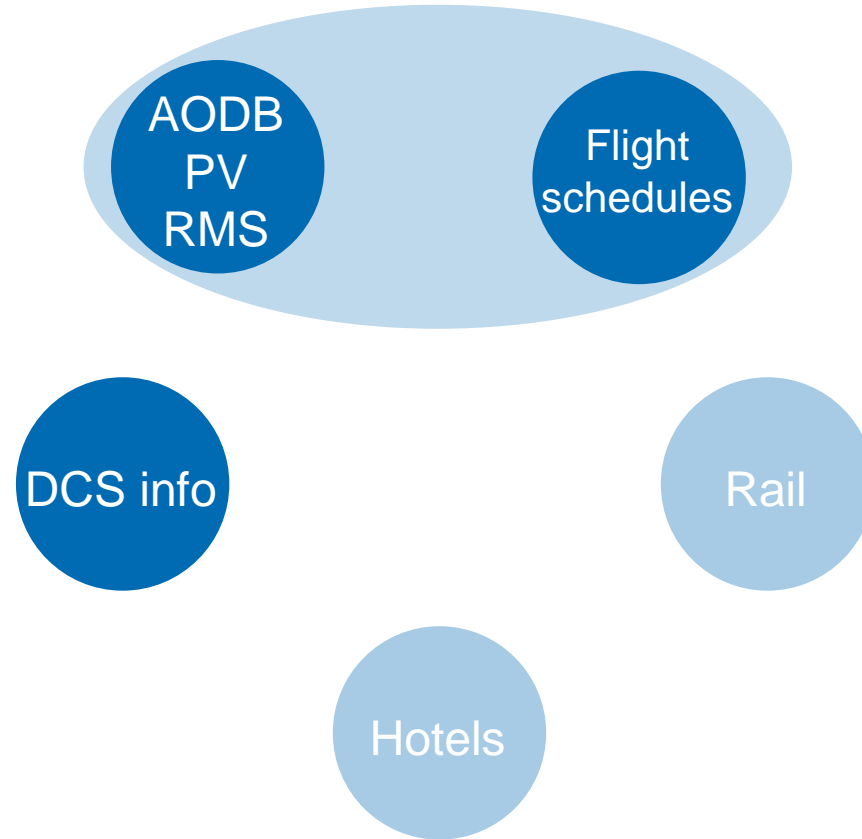 AODB
PV
RMS
Flight
schedules
DCS info
Rail
Hotels